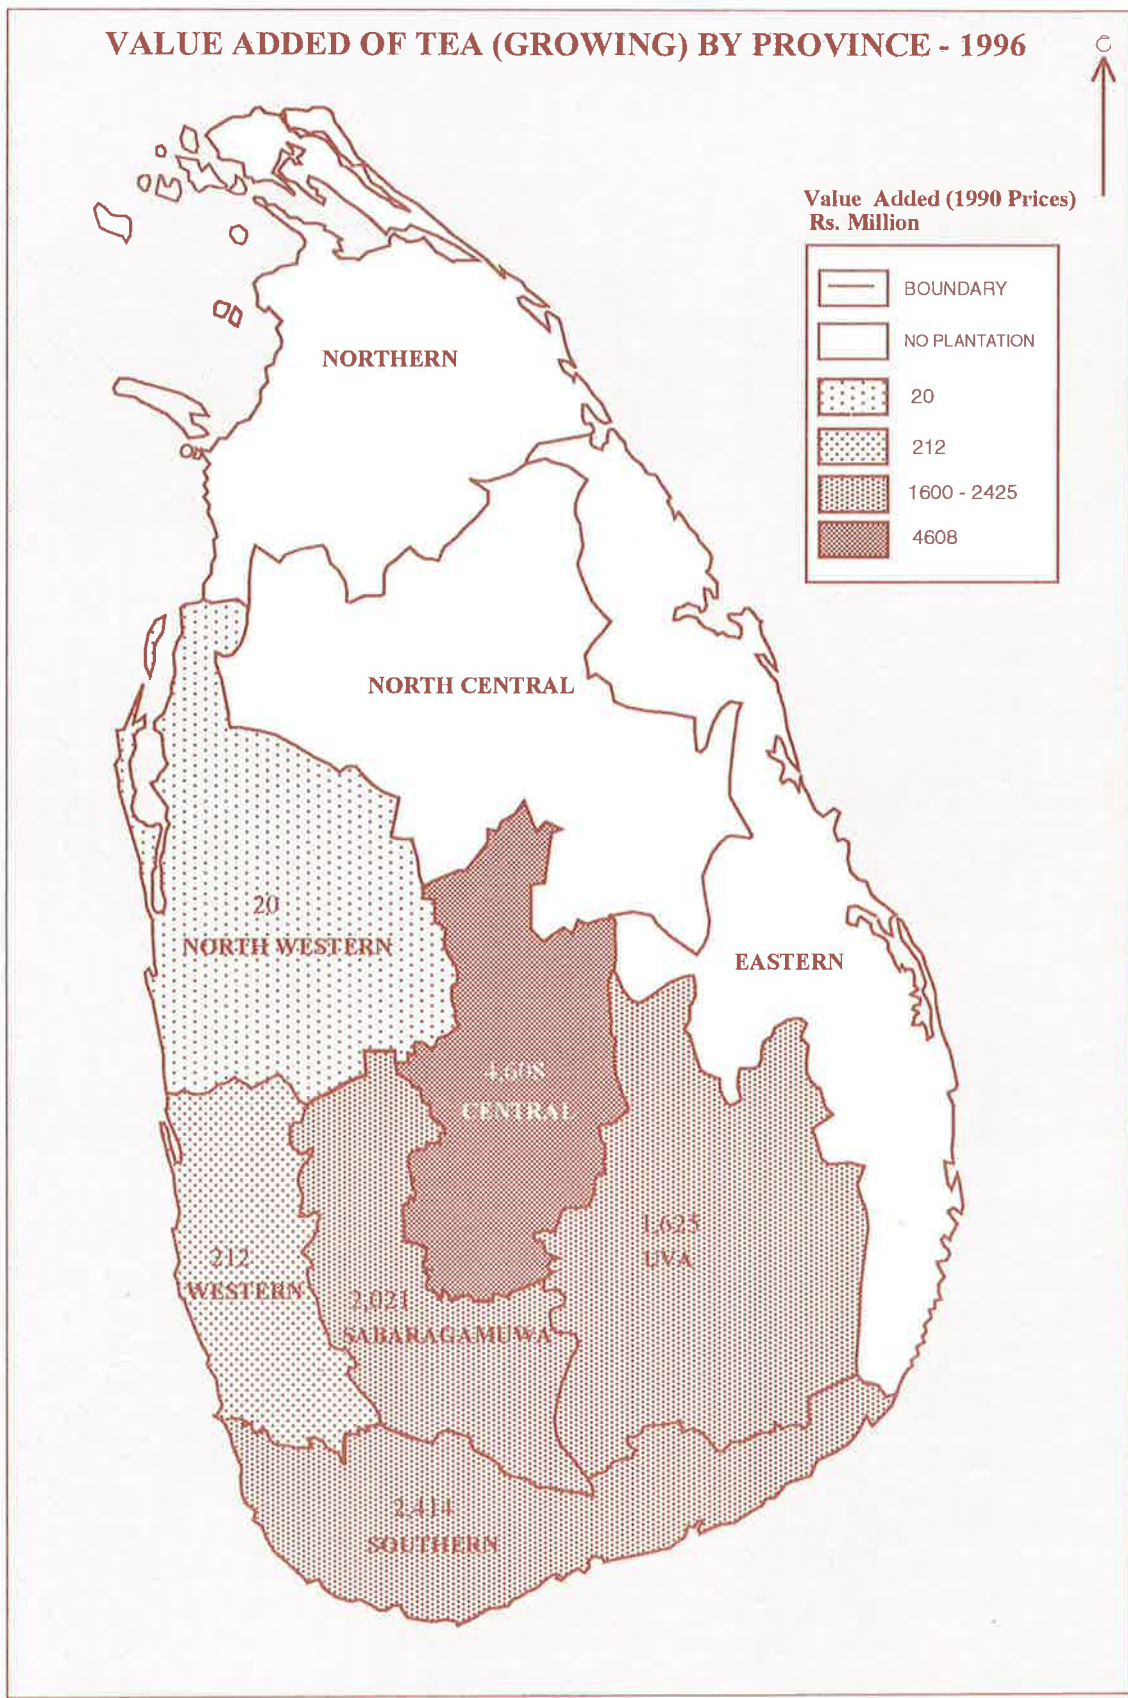 VALUE ADDED OF TEA (GROWING) BY PROVINCE - 1996
Value Added (1990 Prices)
Rs. Million
BOUNDARY
NO PLANTATION
20
212
1600 - 2425
4608
NORTHERN
NORTH CENTRAL
20
NORTH WESTERN
EASTERN
4,608
CENTRAL
1,625
UVA
212
WESTERN
2,021
SABARAGAMUWA
2,414
SOUTHERN